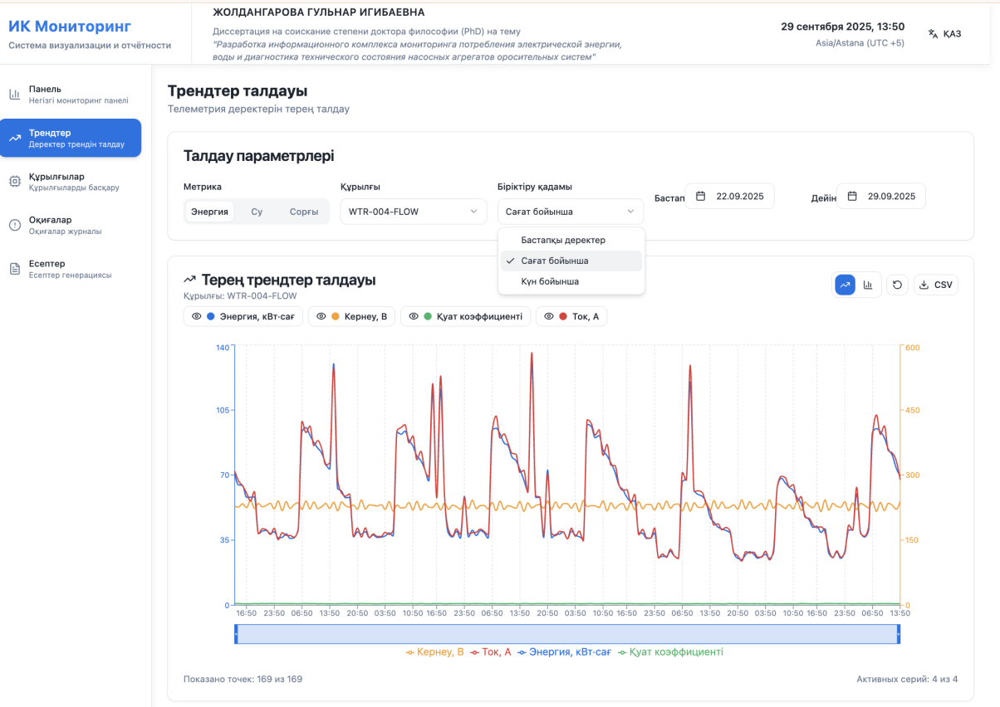 ИК Мониторинг
Система визуализации и отчётности
ЖОЛДАНГАРОВА ГУЛЬНАР ИГИБАЕВНА
Диссертация на соискание степени доктора философии (PhD) на тему
"Разработка информационного комплекса мониторинга потребления электрической энергии,
воды и диагностика технического состояния насосных агрегатов оросительных систем"
29 сентября 2025, 13:50
Asia/Astana (UTC +5)
ҚАЗ
Панель
Негізгі мониторинг панелі
Трендтер
Деректер трендін талдау
Құрылғылар
Құрылғыларды басқару
Оқиғалар
Оқиғалар журналы
Есептер
Есептер генерациясы
Трендтер талдауы
Телеметрия деректерін терең талдау
Талдау параметрлері
Метрика
Энергия Су Сорғы
Құрылғы
WTR-004-FLOW
Біріктіру қадамы
Сағат бойынша
Бастап 22.09.2025
Дейін 29.09.2025
Бастапқы деректер
Сағат бойынша
Күн бойынша
Терең трендтер талдауы
Құрылғы: WTR-004-FLOW
CSV
Энергия, кВт·сағ Кернеу, В Қуат коэффициенті Ток, А
140 600
105 450
70 300
35 150
0 0
16:50 23:50 06:50 13:50 20:50 03:50 10:50 16:50 23:50 06:50 13:50 20:50 03:50 10:50 16:50 23:50 06:50 13:50 20:50 03:50 10:50 16:50 23:50 06:50 13:50
Кернеу, В Ток, А Энергия, кВт·сағ Қуат коэффициенті
Показано точек: 169 из 169
Активных серий: 4 из 4